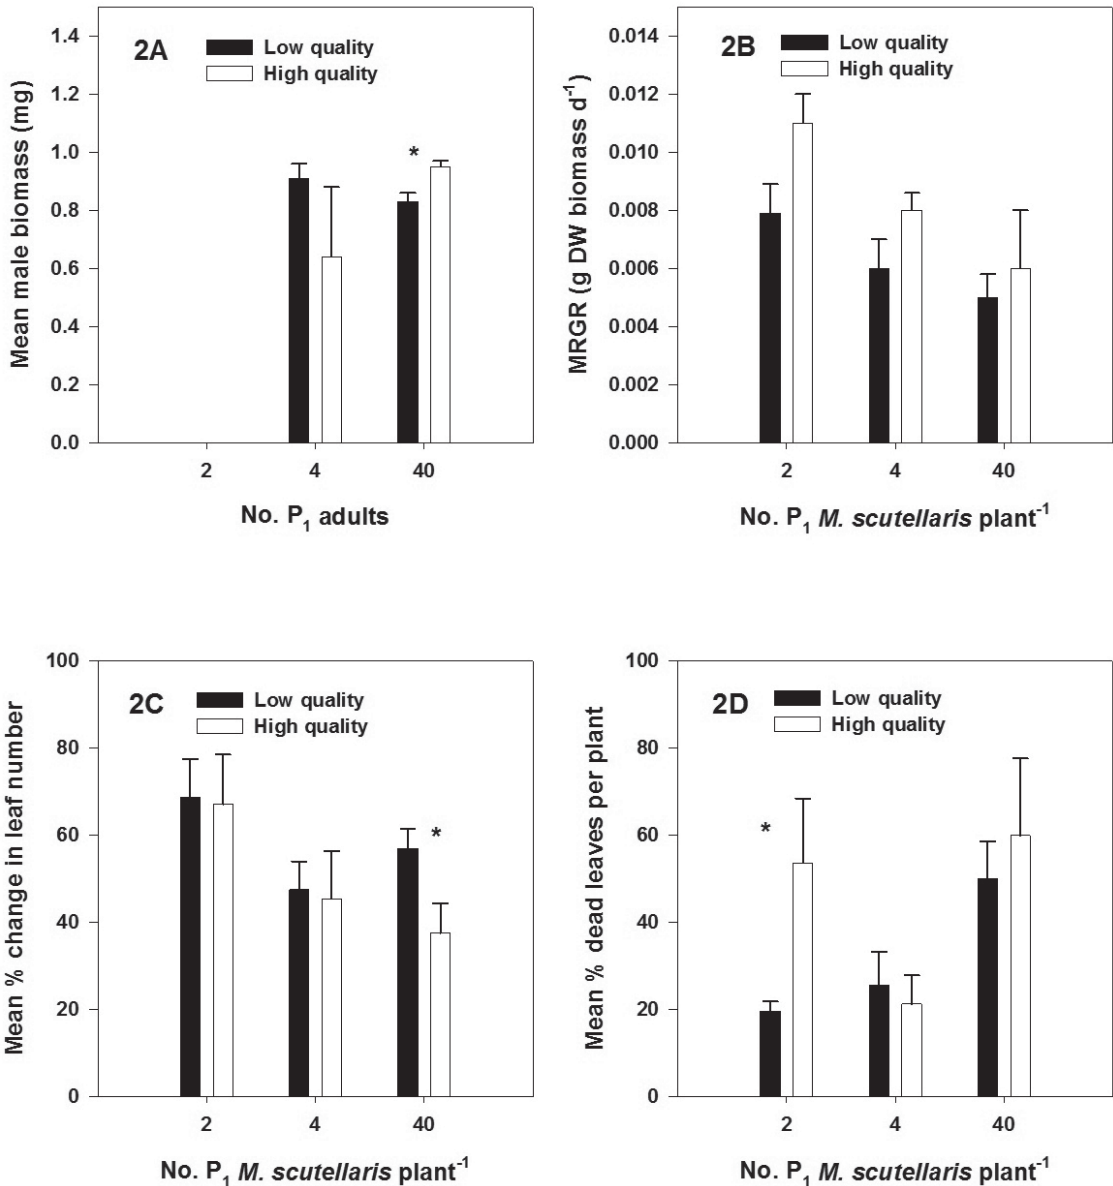 2A
Low quality
High quality
*
Mean male biomass (mg)
1.4
1.2
1.0
0.8
0.6
0.4
0.2
0.0
2 4 40
No. P1 adults
2B
Low quality
High quality
MRGR (g DW biomass d-1)
0.014
0.012
0.010
0.008
0.006
0.004
0.002
0.000
2 4 40
No. P1 M. scutellaris plant-1
2C
Low quality
High quality
*
Mean % change in leaf number
100
80
60
40
20
0
2 4 40
No. P1 M. scutellaris plant-1
2D
Low quality
High quality
*
Mean % dead leaves per plant
100
80
60
40
20
0
2 4 40
No. P1 M. scutellaris plant-1